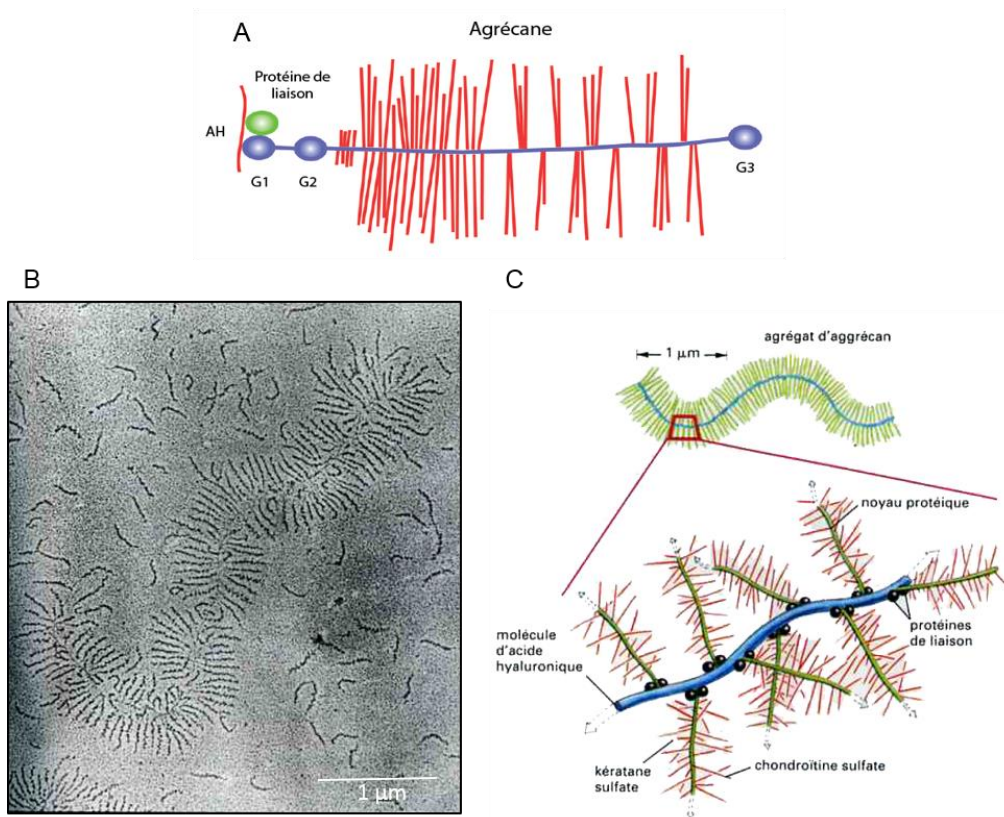 A
Agrécane
Protéine de
liaison
AH
G1
G2
G3
B
1 µm
C
agrégat d'aggrécan
1 µm
noyau protéique
molécule
d'acide
hyaluronique
protéines
de liaison
kératane
sulfate
chondroïtine sulfate